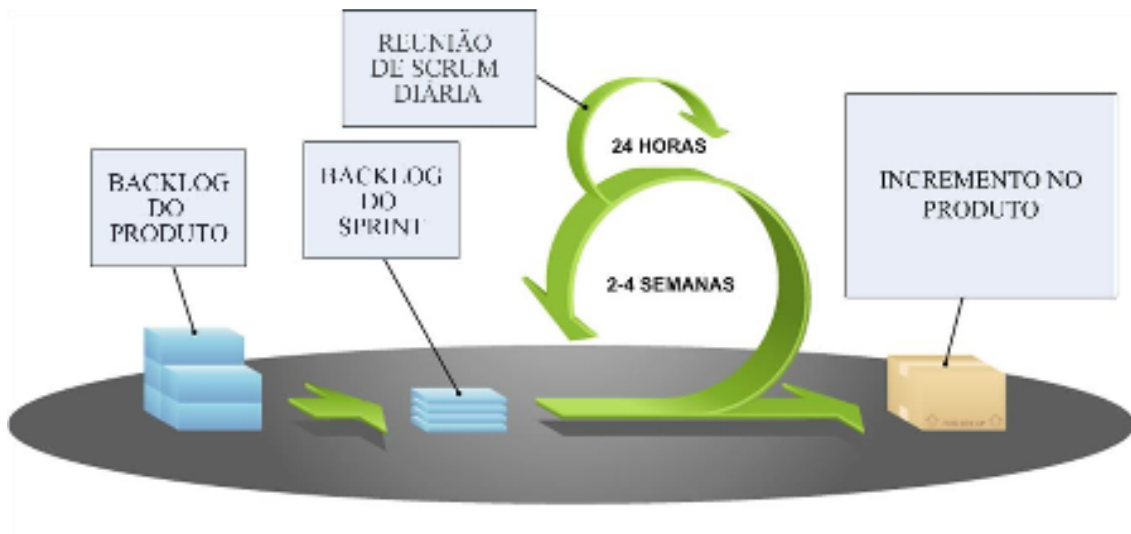 REUNIÃO
DE SCRUM
DIÁRIA
24 HORAS
BACKLOG
DO
PRODUTO
BACKLOG
DO
SPRINT
INCREMENTO NO
PRODUTO
2-4 SEMANAS